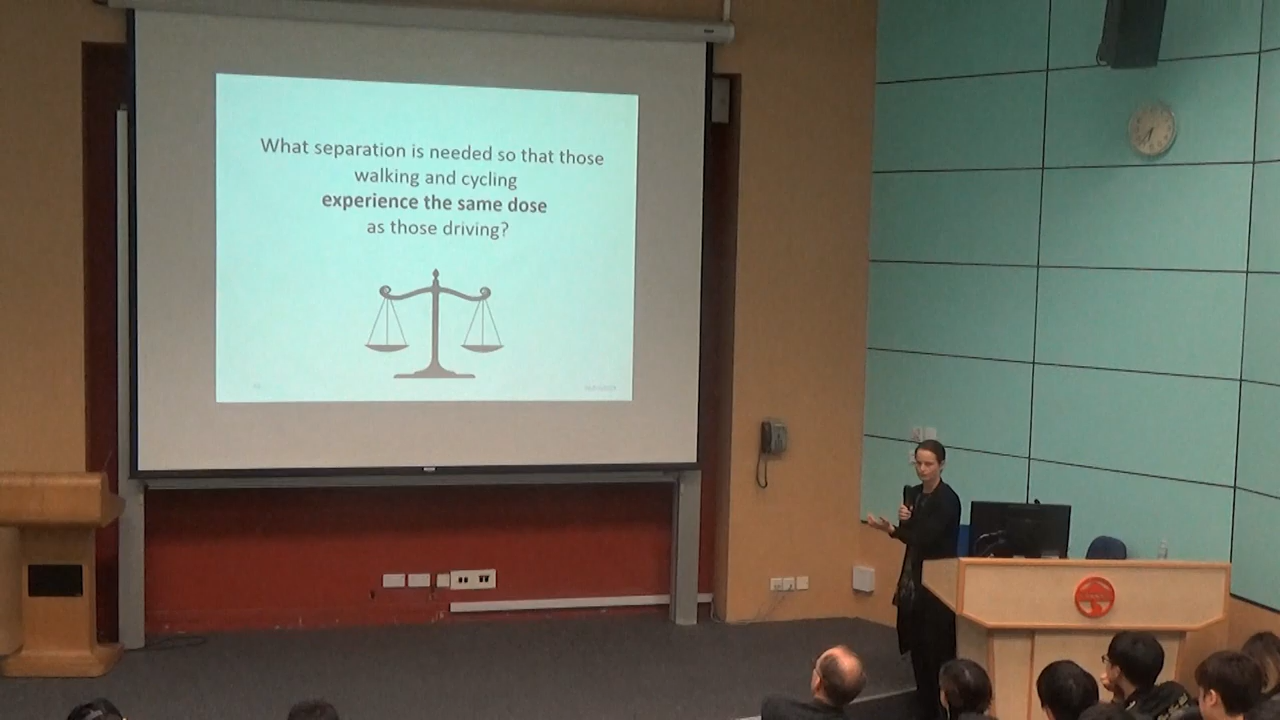 What separation is needed so that those
walking and cycling
experience the same dose
as those driving?